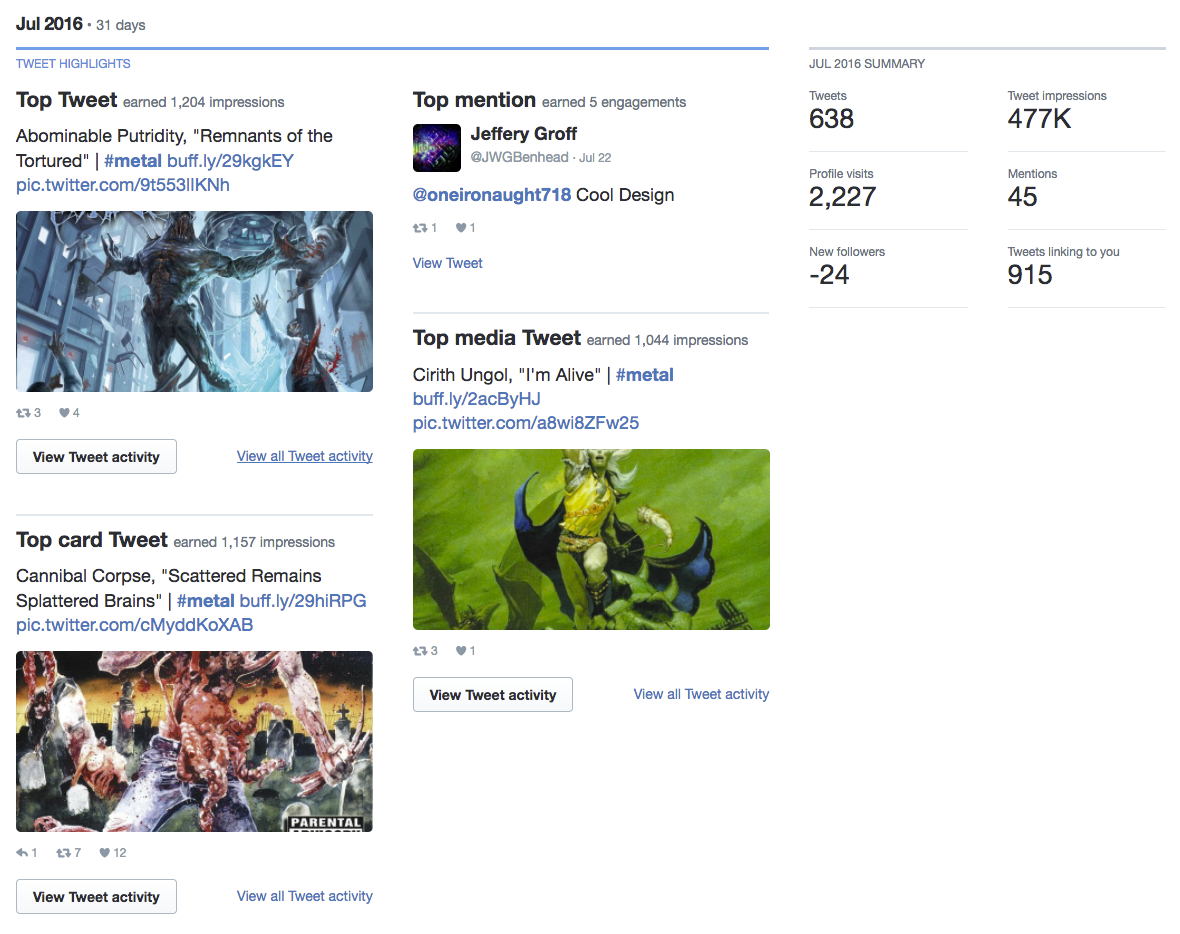 Jul 2016 • 31 days
TWEET HIGHLIGHTS
Top Tweet earned 1,204 impressions
Abominable Putridity, "Remnants of the
Tortured" | #metal buff.ly/29kgkEY
pic.twitter.com/9t553lIKNh
3 4
View Tweet activity
View all Tweet activity
Top card Tweet earned 1,157 impressions
Cannibal Corpse, "Scattered Remains
Splattered Brains" | #metal buff.ly/29hiRPG
pic.twitter.com/cMyddKoXAB
PARENTAL
ADVISORY
1 7 12
View Tweet activity
View all Tweet activity
Top mention earned 5 engagements
Jeffery Groff
@JWGBenhead · Jul 22
@oneironaught718 Cool Design
1 1
View Tweet
Top media Tweet earned 1,044 impressions
Cirith Ungol, "I'm Alive" | #metal
buff.ly/2acByHJ
pic.twitter.com/a8wi8ZFw25
3 1
View Tweet activity
View all Tweet activity
JUL 2016 SUMMARY
Tweets
638
Tweet impressions
477K
Profile visits
2,227
Mentions
45
New followers
-24
Tweets linking to you
915